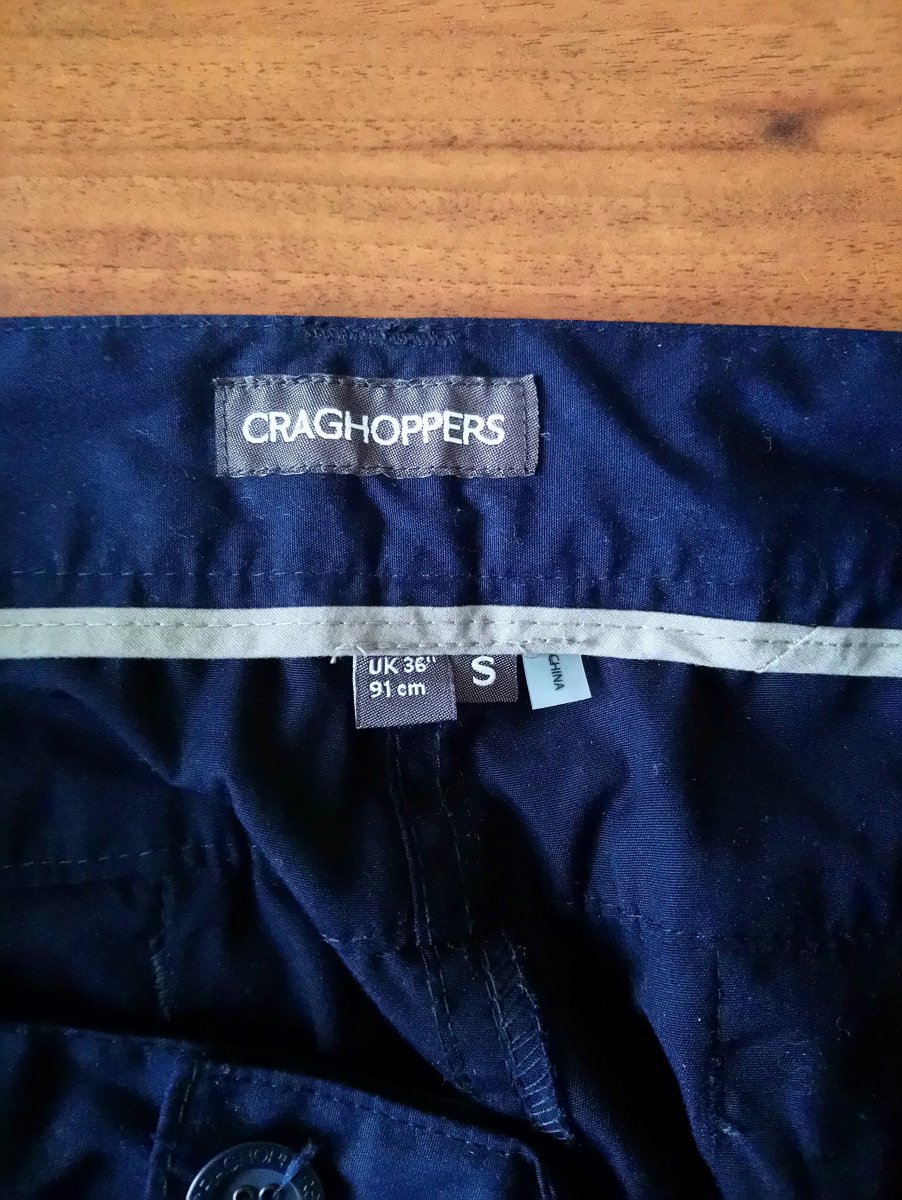 CRAGHOPPERS
UK 36"
91 cm
S
CHINA